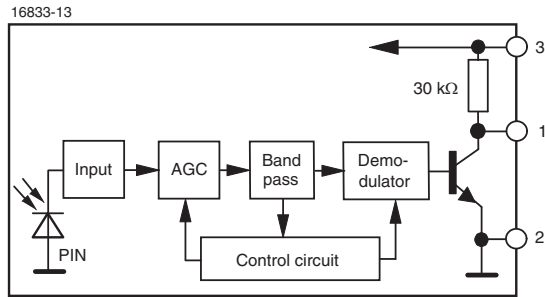 16833-13
3
30 kΩ
1
Input
AGC
Band
pass
Demo-
dulator
PIN
Control circuit
2